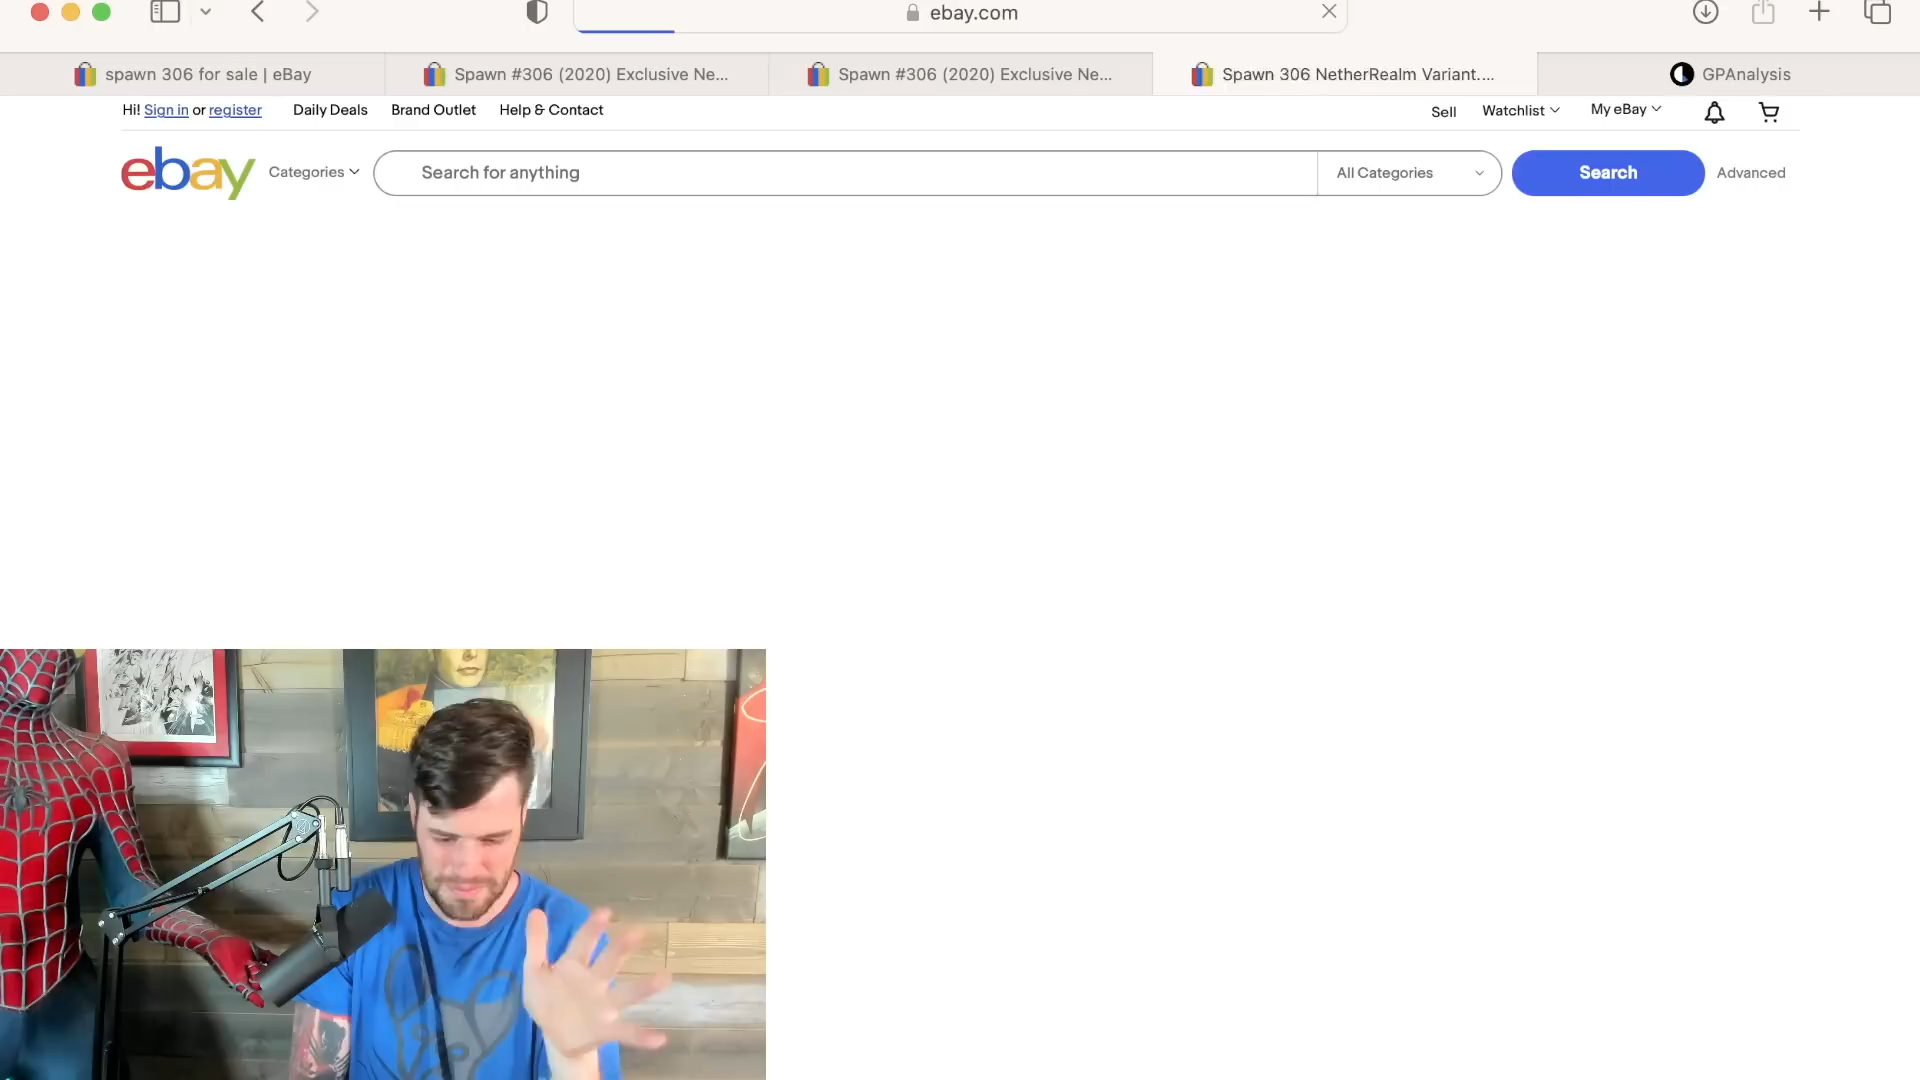 ebay.com
spawn 306 for sale | eBay
Spawn #306 (2020) Exclusive Ne...
Spawn #306 (2020) Exclusive Ne...
Spawn 306 NetherRealm Variant....
GPAnalysis
Hi! Sign in or register
Daily Deals
Brand Outlet
Help & Contact
Sell
Watchlist
My eBay
ebay
Categories
Search for anything
All Categories
Search
Advanced